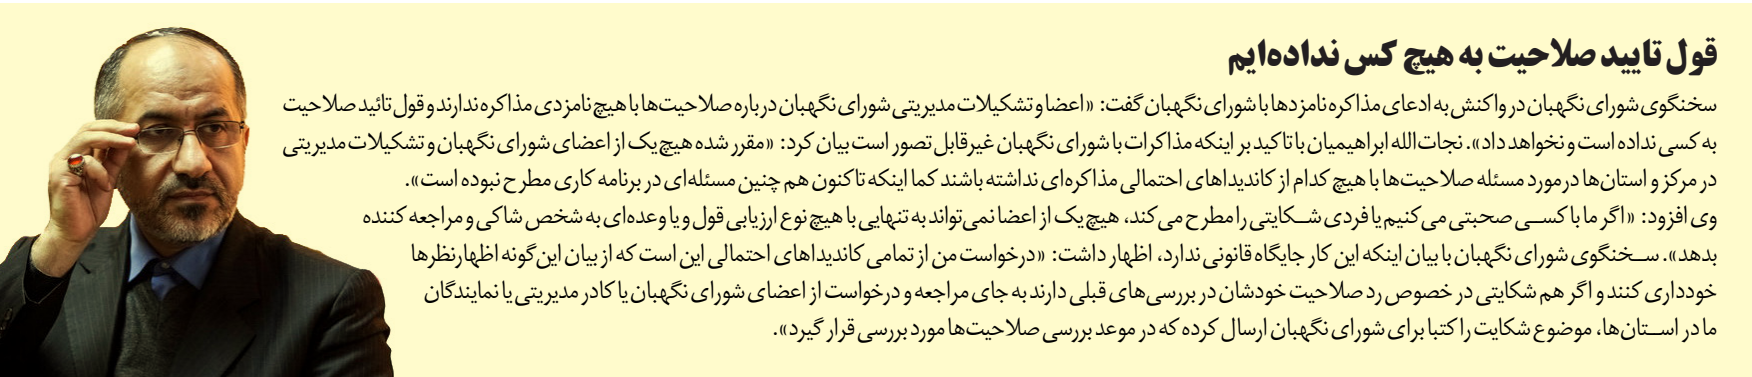 قول تایید صلاحیت به هیچ کس نداده‌ایم
سخنگوی شورای نگهبان در واکنش به ادعای مذاکره نامزدها با شورای نگهبان گفت: «اعضا و تشکیلات مدیریتی شورای نگهبان درباره صلاحیت‌ها با هیچ نامزدی مذاکره ندارند و قول تائید صلاحیت
به کسی نداده است و نخواهد داد». نجات‌الله ابراهیمیان با تاکید بر اینکه مذاکرات با شورای نگهبان غیرقابل تصور است بیان کرد: «مقرر شده هیچ یک از اعضای شورای نگهبان و تشکیلات مدیریتی
در مرکز و استان‌ها در مورد مسئله صلاحیت‌ها با هیچ کدام از کاندیداهای احتمالی مذاکره‌ای نداشته باشند کما اینکه تاکنون هم چنین مسئله‌ای در برنامه کاری مطرح نبوده است».
وی افزود: «اگر ما با کسی صحبتی می‌کنیم یا فردی شکایتی را مطرح می‌کند، هیچ یک از اعضا نمی‌تواند به تنهایی با هیچ نوع ارزیابی قول و یا وعده‌ای به شخص شاکی و مراجعه کننده
بدهد». سخنگوی شورای نگهبان با بیان اینکه این کار جایگاه قانونی ندارد، اظهار داشت: «درخواست من از تمامی کاندیداهای احتمالی این است که از بیان این‌گونه اظهارنظرها
خودداری کنند و اگر هم شکایتی در خصوص رد صلاحیت خودشان در بررسی‌های قبلی دارند به جای مراجعه و درخواست از اعضای شورای نگهبان یا کادر مدیریتی یا نمایندگان
ما در استان‌ها، موضوع شکایت را کتبا برای شورای نگهبان ارسال کرده که در موعد بررسی صلاحیت‌ها مورد بررسی قرار گیرد».